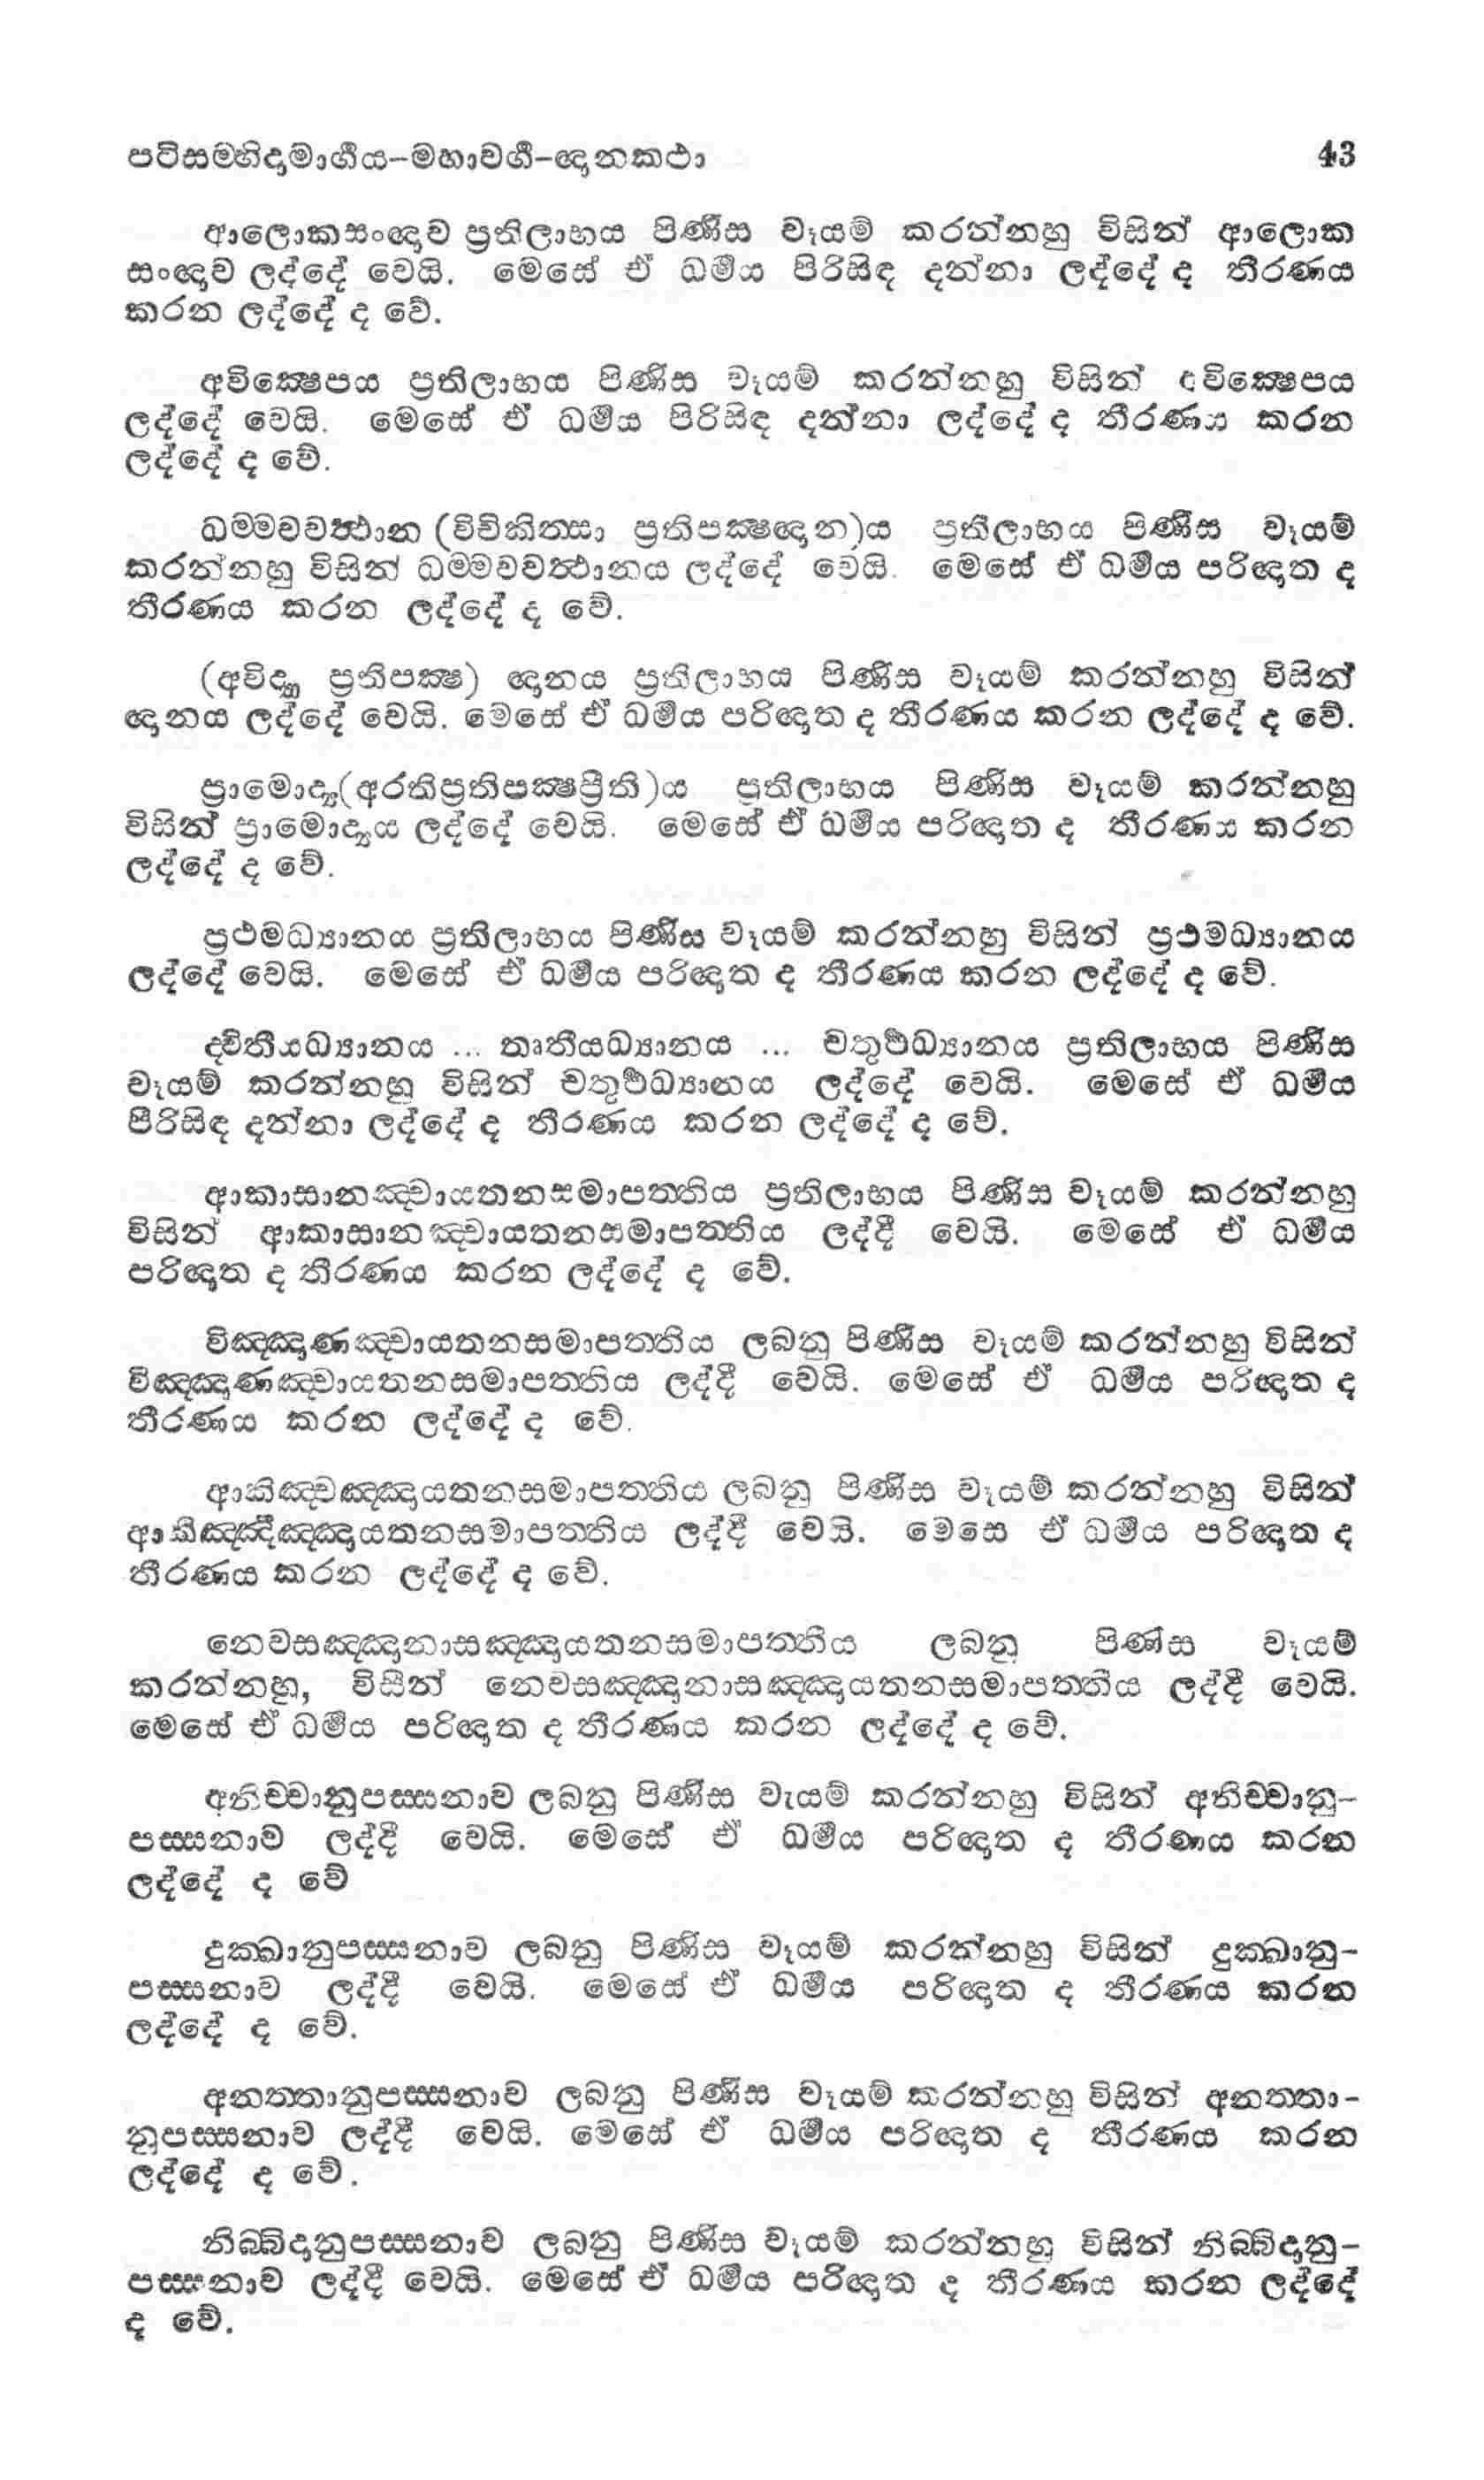 පටිසම්භිදාමාර්ගය-මහාවර්ග-ඥානකථා 43
ආලොකසංඥාව ප්‍රතිලාභය පිණිස වෑයම් කරන්නහු විසින් ආලොක
සංඥාව ලද්දේ වෙයි. මෙසේ ඒ ධර්මය පිරිසිඳ දන්නා ලද්දේ ද තීරණය
කරන ලද්දේ ද වේ.
අවික්‍ෂෙපය ප්‍රතිලාභය පිණිස වෑයම් කරන්නහු විසින් අවික්‍ෂෙපය
ලද්දේ වෙයි. මෙසේ ඒ ධර්මය පිරිසිඳ දන්නා ලද්දේ ද තීරණය කරන
ලද්දේ ද වේ.
ධම්මවවත්‍ථාන (විචිකිත්සා ප්‍රතිපක්‍ෂඥාන)ය ප්‍රතිලාභය පිණිස වෑයම්
කරන්නහු විසින් ධම්මවවත්‍ථානය ලද්දේ වෙයි. මෙසේ ඒ ධර්මය පරිඥාත ද
තීරණය කරන ලද්දේ ද වේ.
(අවිද්‍යා ප්‍රතිපක්‍ෂ) ඥානය ප්‍රතිලාභය පිණිස වෑයම් කරන්නහු විසින්
ඥානය ලද්දේ වෙයි. මෙසේ ඒ ධර්මය පරිඥාත ද තීරණය කරන ලද්දේ ද වේ.
ප්‍රාමොද්‍ය(අරතිප්‍රතිපක්‍ෂප්‍රීති)ය ප්‍රතිලාභය පිණිස වෑයම් කරන්නහු
විසින් ප්‍රාමොද්‍යය ලද්දේ වෙයි. මෙසේ ඒ ධර්මය පරිඥාත ද තීරණය කරන
ලද්දේ ද වේ.
ප්‍රථමධ්‍යානය ප්‍රතිලාභය පිණිස වෑයම් කරන්නහු විසින් ප්‍රථමධ්‍යානය
ලද්දේ වෙයි. මෙසේ ඒ ධර්මය පරිඥාත ද තීරණය කරන ලද්දේ ද වේ.
ද්‍විතීයධ්‍යානය ... තෘතීයධ්‍යානය ... චතුර්ථධ්‍යානය ප්‍රතිලාභය පිණිස
වෑයම් කරන්නහු විසින් චතුර්ථධ්‍යානය ලද්දේ වෙයි. මෙසේ ඒ ධර්මය
පිරිසිඳ දන්නා ලද්දේ ද තීරණය කරන ලද්දේ ද වේ.
ආකාසානඤ්චායතනසමාපත්තිය ප්‍රතිලාභය පිණිස වෑයම් කරන්නහු
විසින් ආකාසානඤ්චායතනසමාපත්තිය ලද්දී වෙයි. මෙසේ ඒ ධර්මය
පරිඥාත ද තීරණය කරන ලද්දේ ද වේ.
විඤ්ඤාණඤ්චායතනසමාපත්තිය ලබනු පිණිස වෑයම් කරන්නහු විසින්
විඤ්ඤාණඤ්චායතනසමාපත්තිය ලද්දී වෙයි. මෙසේ ඒ ධර්මය පරිඥාත ද
තීරණය කරන ලද්දේ ද වේ.
ආකිඤ්චඤ්ඤායතනසමාපත්තිය ලබනු පිණිස වෑයම් කරන්නහු විසින්
ආකිඤ්ඤීඤ්ඤායතනසමාපත්තිය ලද්දී වෙයි. මෙසෙ ඒ ධර්මය පරිඥාත ද
තීරණය කරන ලද්දේ ද වේ.
නෙවසඤ්ඤානාසඤ්ඤායතනසමාපත්තිය ලබනු පිණිස වෑයම්
කරන්නහු, විසින් නෙවසඤ්ඤානාසඤ්ඤායතනසමාපත්තිය ලද්දී වෙයි.
මෙසේ ඒ ධර්මය පරිඥාත ද තීරණය කරන ලද්දේ ද වේ.
අනිච්චානුපස්සනාව ලබනු පිණිස වැයම් කරන්නහු විසින් අනිච්චානු-
පස්සනාව ලද්දී වෙයි. මෙසේ ඒ ධර්මය පරිඥාත ද තීරණය කරන
ලද්දේ ද වේ
දුක්ඛානුපස්සනාව ලබනු පිණිස වෑයම් කරන්නහු විසින් දුක්ඛානු-
පස්සනාව ලද්දී වෙයි. මෙසේ ඒ ධර්මය පරිඥාත ද තීරණය කරන
ලද්දේ ද වේ.
අනත්තානුපස්සනාව ලබනු පිණිස වෑයම් කරන්නහු විසින් අනත්තා-
නුපස්සනාව ලද්දී වෙයි. මෙසේ ඒ ධර්මය පරිඥාත ද තීරණය කරන
ලද්දේ ද වේ.
නිබ්බිදානුපස්සනාව ලබනු පිණිස වෑයම් කරන්නහු විසින් නිබ්බිදානු-
පස්සනාව ලද්දී වෙයි. මෙසේ ඒ ධර්මය පරිඥාත ද තීරණය කරන ලද්දේ
ද වේ.